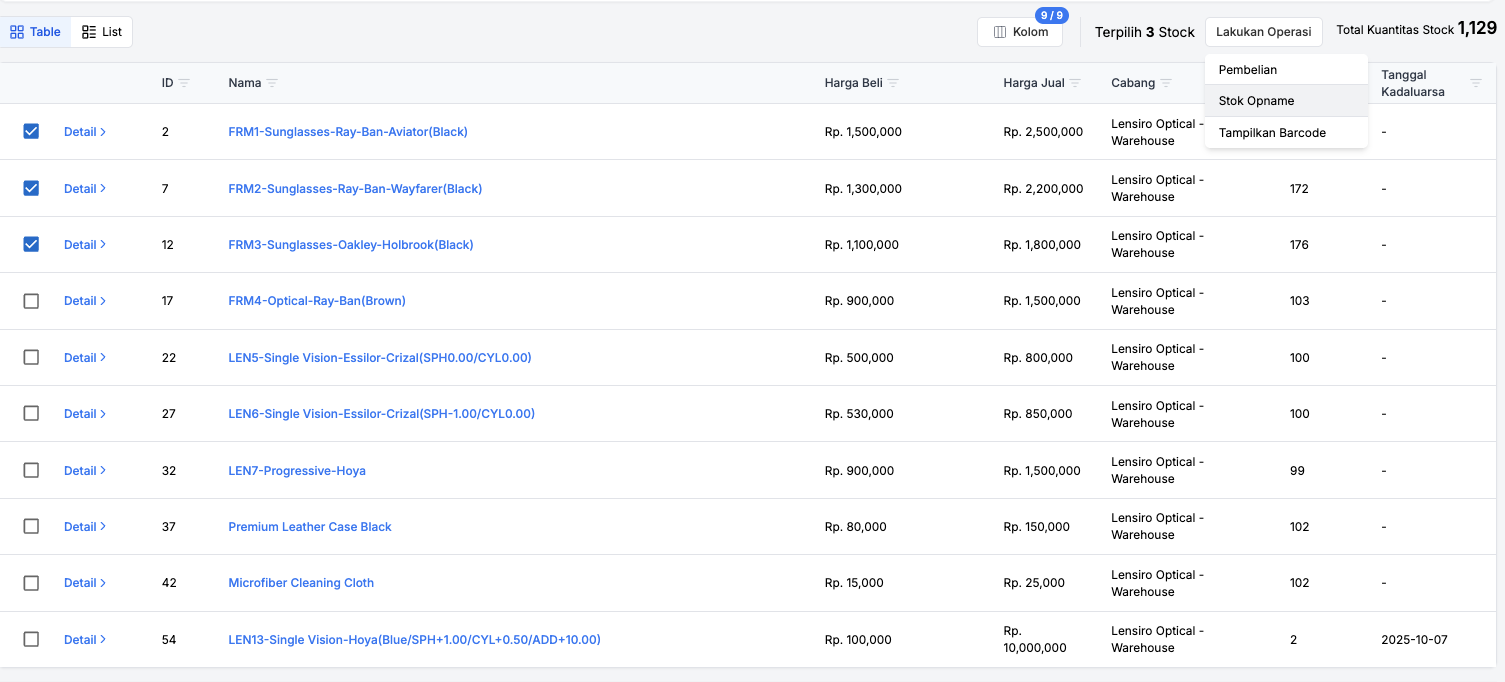 9 / 9
Table
List
Kolom
Terpilih 3 Stock
Lakukan Operasi
Total Kuantitas Stock 1,129
Pembelian
Stok Opname
Tampilkan Barcode
ID
Nama
Harga Beli
Harga Jual
Cabang
Tanggal
Kadaluarsa
Detail >
2
FRM1-Sunglasses-Ray-Ban-Aviator(Black)
Rp. 1,500,000
Rp. 2,500,000
Lensiro Optical -
Warehouse
-
Detail >
7
FRM2-Sunglasses-Ray-Ban-Wayfarer(Black)
Rp. 1,300,000
Rp. 2,200,000
Lensiro Optical -
Warehouse
172
-
Detail >
12
FRM3-Sunglasses-Oakley-Holbrook(Black)
Rp. 1,100,000
Rp. 1,800,000
Lensiro Optical -
Warehouse
176
-
Detail >
17
FRM4-Optical-Ray-Ban(Brown)
Rp. 900,000
Rp. 1,500,000
Lensiro Optical -
Warehouse
103
-
Detail >
22
LEN5-Single Vision-Essilor-Crizal(SPH0.00/CYL0.00)
Rp. 500,000
Rp. 800,000
Lensiro Optical -
Warehouse
100
-
Detail >
27
LEN6-Single Vision-Essilor-Crizal(SPH-1.00/CYL0.00)
Rp. 530,000
Rp. 850,000
Lensiro Optical -
Warehouse
100
-
Detail >
32
LEN7-Progressive-Hoya
Rp. 900,000
Rp. 1,500,000
Lensiro Optical -
Warehouse
99
-
Detail >
37
Premium Leather Case Black
Rp. 80,000
Rp. 150,000
Lensiro Optical -
Warehouse
102
-
Detail >
42
Microfiber Cleaning Cloth
Rp. 15,000
Rp. 25,000
Lensiro Optical -
Warehouse
102
-
Detail >
54
LEN13-Single Vision-Hoya(Blue/SPH+1.00/CYL+0.50/ADD+10.00)
Rp. 100,000
Rp.
10,000,000
Lensiro Optical -
Warehouse
2
2025-10-07